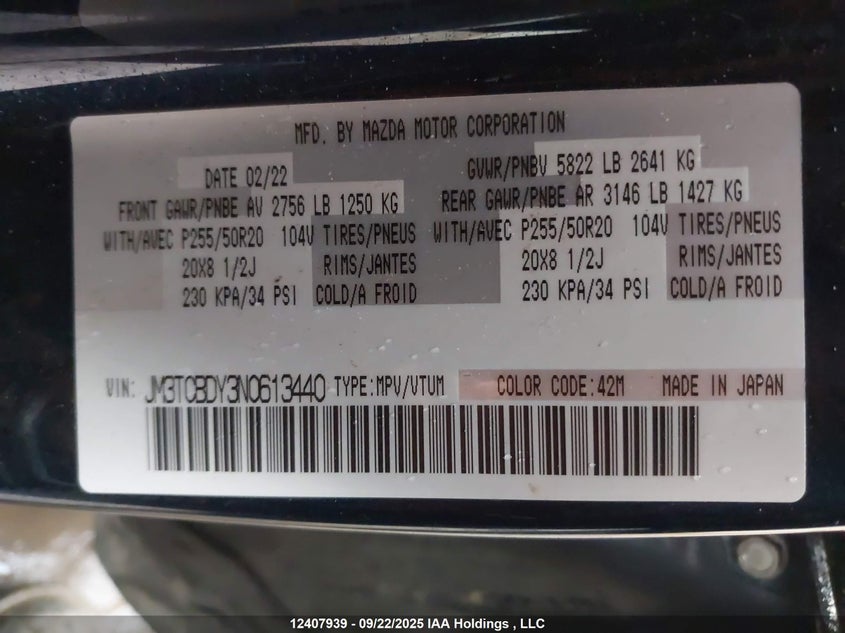 MFD. BY MAZDA MOTOR CORPORATION
DATE 02/22 GVWR/PNBV 5822 LB 2641 KG
FRONT GAWR/PNBE AV 2756 LB 1250 KG REAR GAWR/PNBE AR 3146 LB 1427 KG
WITH/AVEC P255/50R20 104V TIRES/PNEUS WITH/AVEC P255/50R20 104V TIRES/PNEUS
20X8 1/2J RIMS/JANTES 20X8 1/2J RIMS/JANTES
230 KPA/34 PSI COLD/A FROID 230 KPA/34 PSI COLD/A FROID
VIN: JM3TCBDY3N0613440 TYPE:MPV/VTUM COLOR CODE:42M MADE IN JAPAN
12407939 - 09/22/2025 IAA Holdings , LLC